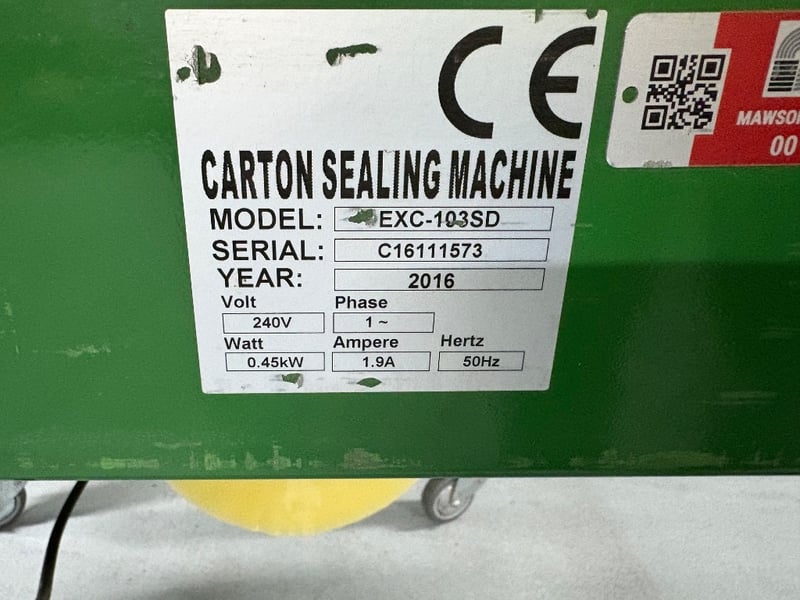 CE
CARTON SEALING MACHINE
MODEL: EXC-103SD
SERIAL: C16111573
YEAR: 2016
Volt Phase
240V 1 ~
Watt Ampere Hertz
0.45kW 1.9A 50Hz
00